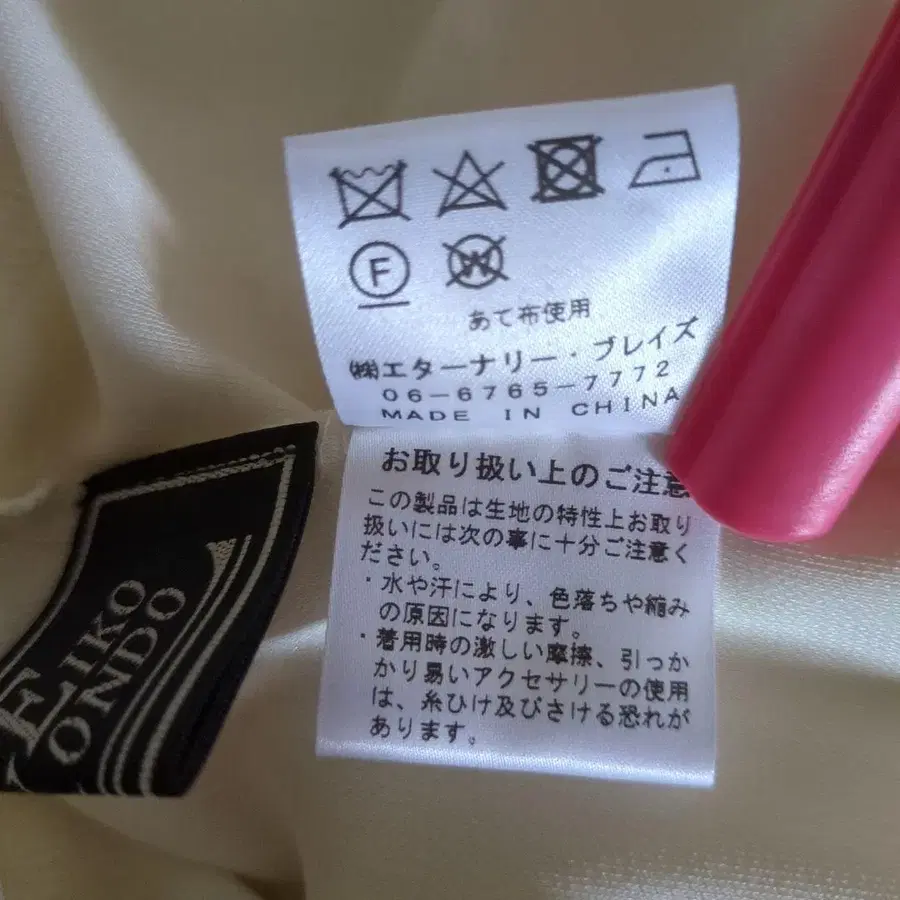 F
W
あて布使用
㈱エターナリー・ブレイズ
06-6765-7772
MADE IN CHINA
お取り扱い上のご注意
この製品は生地の特性上お取り
扱いには次の事に十分ご注意く
ださい。
・水や汗により、色落ちや縮み
の原因になります。
・着用時の激しい摩擦、引っか
かり易いアクセサリーの使用
は、糸ひけ及びさける恐れが
あります。
EIKO
KONDO